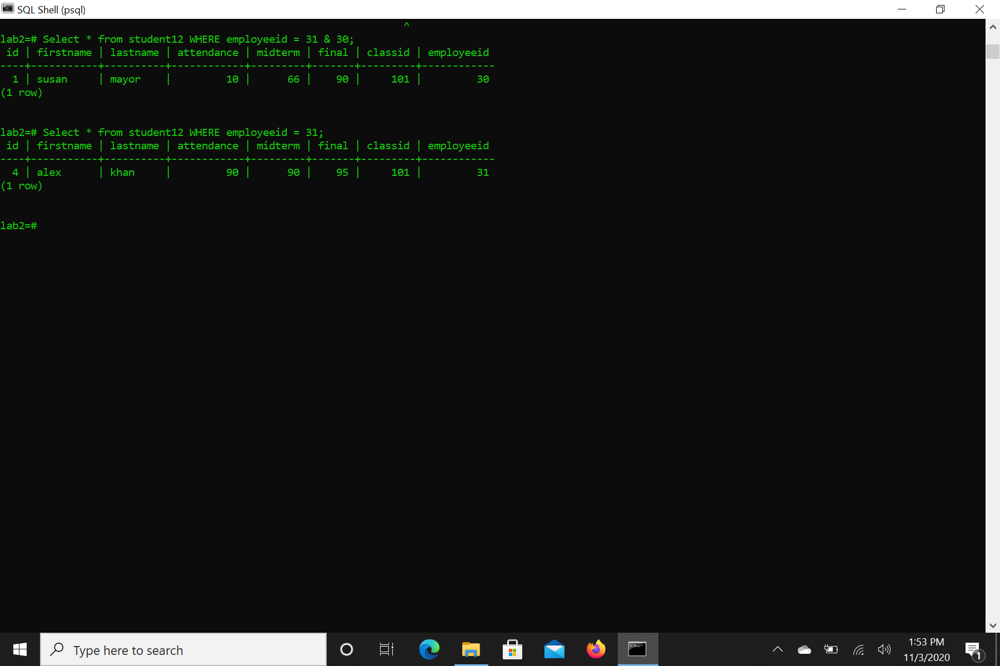 SQL Shell (psql)
^
lab2=# Select * from student12 WHERE employeeid = 31 & 30;
 id | firstname | lastname | attendance | midterm | final | classid | employeeid
----+-----------+----------+------------+---------+-------+---------+------------
  1 | susan     | mayor    |         10 |      66 |    90 |     101 |         30
(1 row)
lab2=# Select * from student12 WHERE employeeid = 31;
 id | firstname | lastname | attendance | midterm | final | classid | employeeid
----+-----------+----------+------------+---------+-------+---------+------------
  4 | alex      | khan     |         90 |      90 |    95 |     101 |         31
(1 row)
lab2=#
Type here to search
1:53 PM
11/3/2020
1